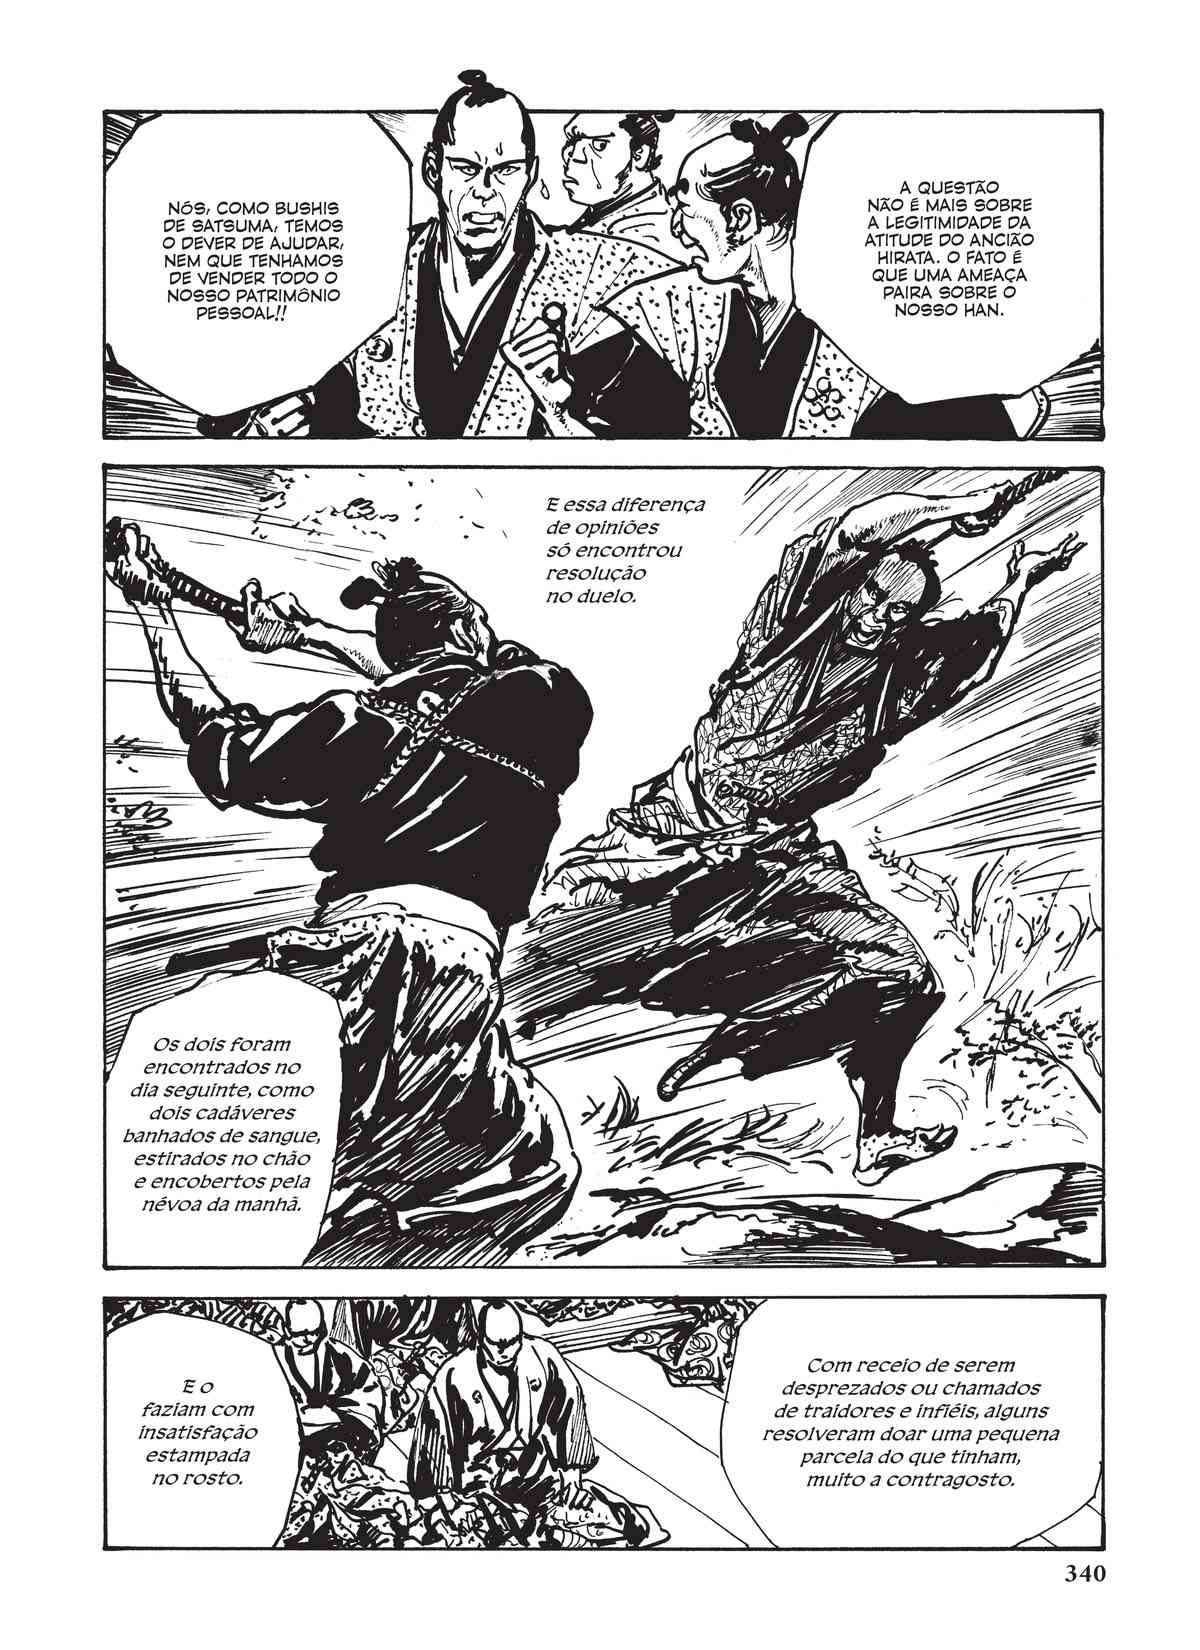 A QUESTÃO
NÃO É MAIS SOBRE
A LEGITIMIDADE DA
ATITUDE DO ANCIÃO
HIRATA. O FATO É
QUE UMA AMEAÇA
PAIRA SOBRE O
NOSSO HAN.
NÓS, COMO BUSHIS
DE SATSUMA, TEMOS
O DEVER DE AJUDAR,
NEM QUE TENHAMOS
DE VENDER TODO O
NOSSO PATRIMÔNIO
PESSOAL!!
E essa diferença
de opiniões
só encontrou
resolução
no duelo.
Os dois foram
encontrados no
dia seguinte, como
dois cadáveres
banhados de sangue,
estirados no chão
e encobertos pela
névoa da manhã.
Com receio de serem
desprezados ou chamados
de traidores e infiéis, alguns
resolveram doar uma pequena
parcela do que tinham,
muito a contragosto.
E o
faziam com
insatisfação
estampada
no rosto.
340